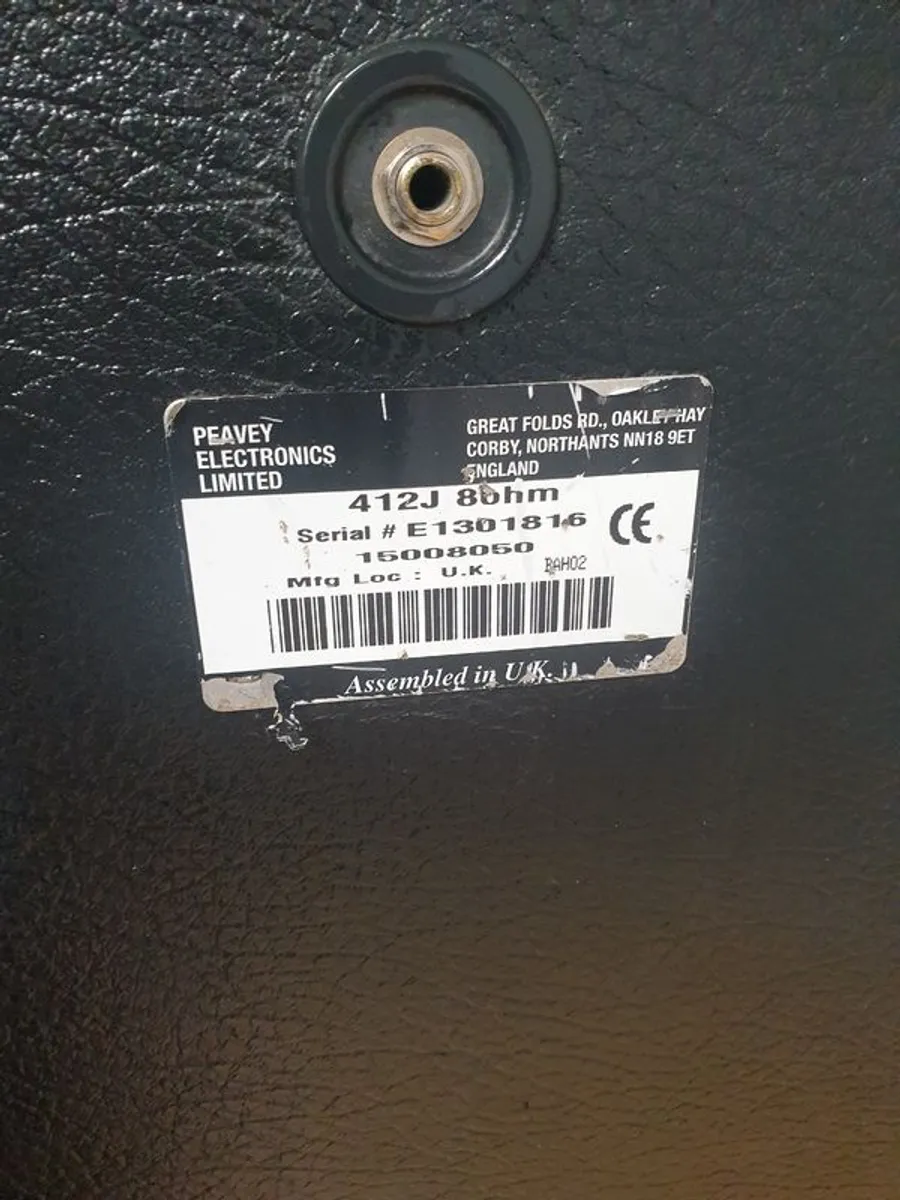 PEAVEY
ELECTRONICS
LIMITED
GREAT FOLDS RD., OAKLEY HAY
CORBY, NORTHANTS NN18 9ET
ENGLAND
412J 8ohm
Serial # E1301816
15008050
Mfg Loc : U.K.
BAH02
CE
Assembled in U.K.